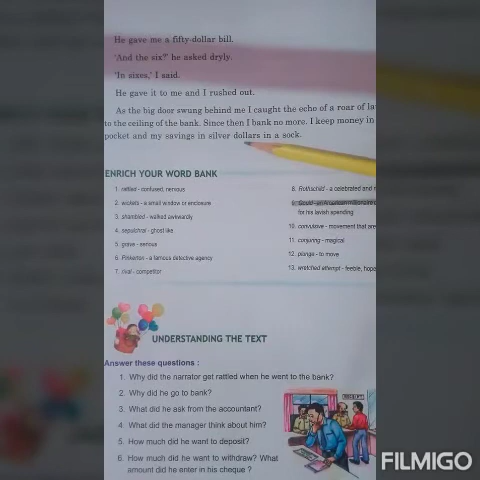 He gave me a fifty-dollar bill.
'And the six?' he asked dryly.
'In sixes,' I said.
He gave it to me and I rushed out.
As the big door swung behind me I caught the echo of a roar of
to the ceiling of the bank. Since then I bank no more. I keep money in
pocket and my savings in silver dollars in a sock.
ENRICH YOUR WORD BANK
1. rattled - confused, nervous
2. wickets - a small window or enclosure
3. shambled - walked awkwardly
4. sepulchral - ghost like
5. grave - serious
6. Pinkerton - a famous detective agency
7. rival - competitor
8. Rothschild - a celebrated and
9. Gould - an American millionaire
for his lavish spending
10. convulsive - movement that are
11. conjuring - magical
12. plunge - to move
13. wretched attempt - feeble,
UNDERSTANDING THE TEXT
Answer these questions :
1. Why did the narrator get rattled when he went to the bank?
2. Why did he go to bank?
3. What did he ask from the accountant?
4. What did the manager think about him?
5. How much did he want to deposit?
6. How much did he want to withdraw? What
amount did he enter in his cheque ?
RECEIPT
FILMIGO